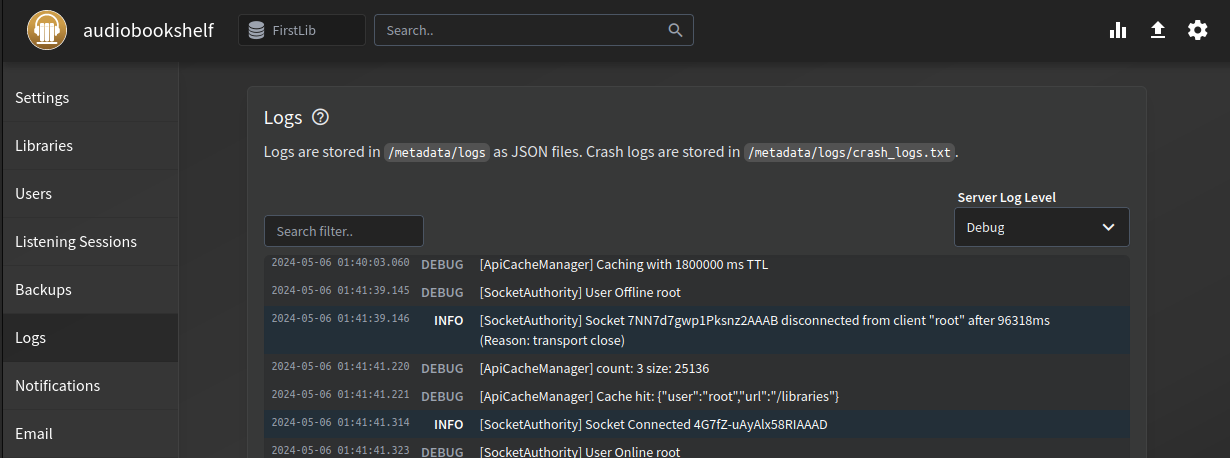 audiobookshelf
FirstLib
Search..
Settings
Libraries
Users
Listening Sessions
Backups
Logs
Notifications
Email
Logs
Logs are stored in /metadata/logs as JSON files. Crash logs are stored in /metadata/logs/crash_logs.txt.
Server Log Level
Search filter..
Debug
2024-05-06 01:40:03.060 DEBUG [ApiCacheManager] Caching with 1800000 ms TTL
2024-05-06 01:41:39.145 DEBUG [SocketAuthority] User Offline root
2024-05-06 01:41:39.146 INFO [SocketAuthority] Socket 7NN7d7gwp1Pksnz2AAAB disconnected from client "root" after 96318ms
(Reason: transport close)
2024-05-06 01:41:41.220 DEBUG [ApiCacheManager] count: 3 size: 25136
2024-05-06 01:41:41.221 DEBUG [ApiCacheManager] Cache hit: {"user":"root","url":"/libraries"}
2024-05-06 01:41:41.314 INFO [SocketAuthority] Socket Connected 4G7fZ-uAyAlx58RIAAAD
2024-05-06 01:41:41.323 DEBUG [SocketAuthority] User Online root